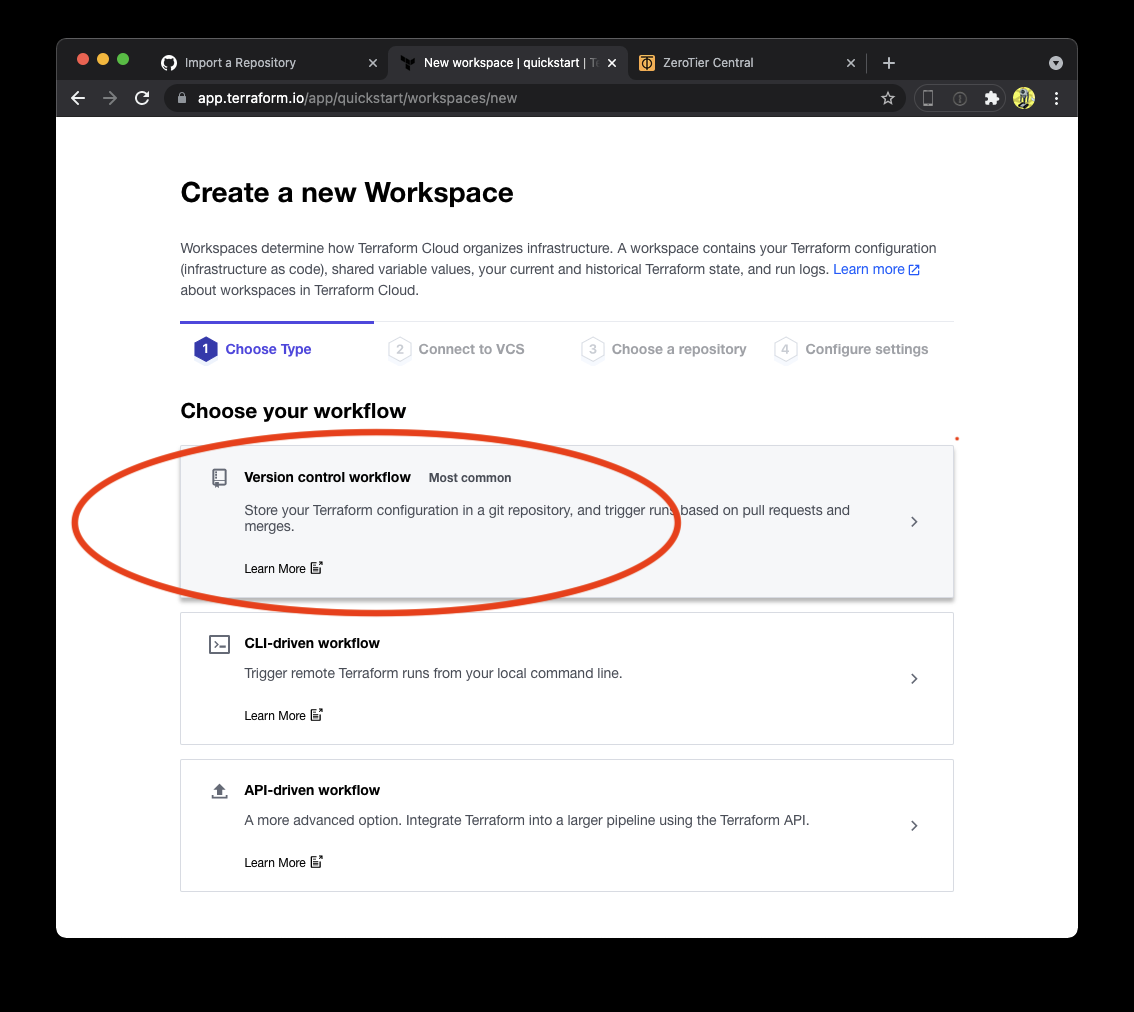 Import a Repository
New workspace | quickstart | Te
ZeroTier Central
app.terraform.io/app/quickstart/workspaces/new
Create a new Workspace
Workspaces determine how Terraform Cloud organizes infrastructure. A workspace contains your Terraform configuration
(infrastructure as code), shared variable values, your current and historical Terraform state, and run logs. Learn more
about workspaces in Terraform Cloud.
1 Choose Type
2 Connect to VCS
3 Choose a repository
4 Configure settings
Choose your workflow
Version control workflow Most common
Store your Terraform configuration in a git repository, and trigger runs based on pull requests and
merges.
Learn More
CLI-driven workflow
Trigger remote Terraform runs from your local command line.
Learn More
API-driven workflow
A more advanced option. Integrate Terraform into a larger pipeline using the Terraform API.
Learn More